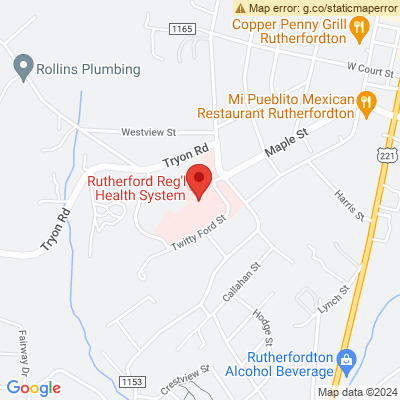 Map error: g.co/staticmaperror
Copper Penny Grill
Rutherfordton
1165
W Court St
Rollins Plumbing
Mi Pueblito Mexican
Restaurant Rutherfordton
Westview St
Tryon Rd
Maple St
221
Rutherford Reg'l
Health System
Harris St
Tryon Rd
Twitty Ford St
Callahan St
Lynch St
Hodge St
Fairway Dr
Rutherfordton
Alcohol Beverage
1153
Crestview St
Google
Map data ©2024